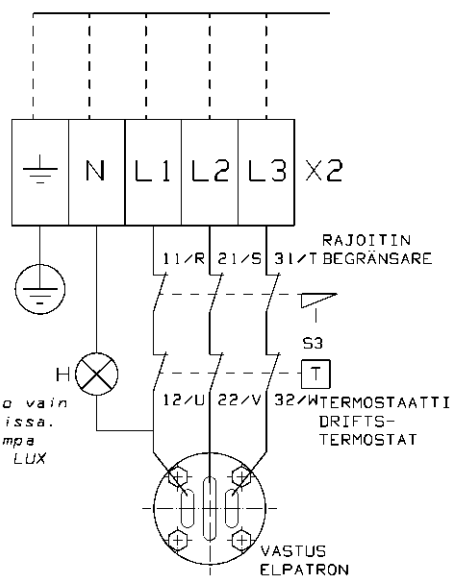 N L1 L2 L3 X2
RAJOITIN
11/R 21/S 31/T BEGRÄNSARE
S3
H T
o vain 12/U 22/V 32/W TERMOSTAATTI
issa. DRIFTS-
mpa TERMOSTAT
LUX
VASTUS
ELPATRON